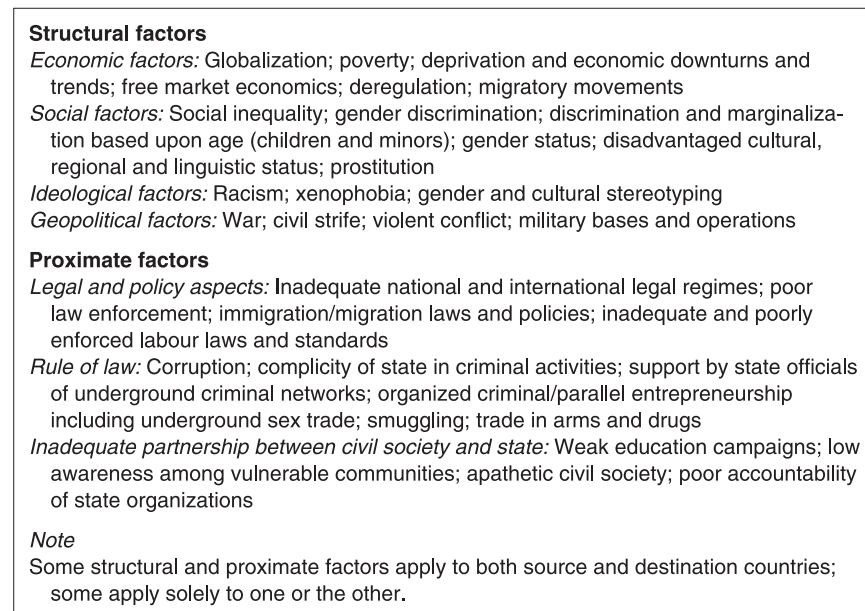 Structural factors
Economic factors: Globalization; poverty; deprivation and economic downturns and
trends; free market economics; deregulation; migratory movements
Social factors: Social inequality; gender discrimination; discrimination and marginaliza-
tion based upon age (children and minors); gender status; disadvantaged cultural,
regional and linguistic status; prostitution
Ideological factors: Racism; xenophobia; gender and cultural stereotyping
Geopolitical factors: War; civil strife; violent conflict; military bases and operations
Proximate factors
Legal and policy aspects: Inadequate national and international legal regimes; poor
law enforcement; immigration/migration laws and policies; inadequate and poorly
enforced labour laws and standards
Rule of law: Corruption; complicity of state in criminal activities; support by state officials
of underground criminal networks; organized criminal/parallel entrepreneurship
including underground sex trade; smuggling; trade in arms and drugs
Inadequate partnership between civil society and state: Weak education campaigns; low
awareness among vulnerable communities; apathetic civil society; poor accountability
of state organizations
Note
Some structural and proximate factors apply to both source and destination countries;
some apply solely to one or the other.